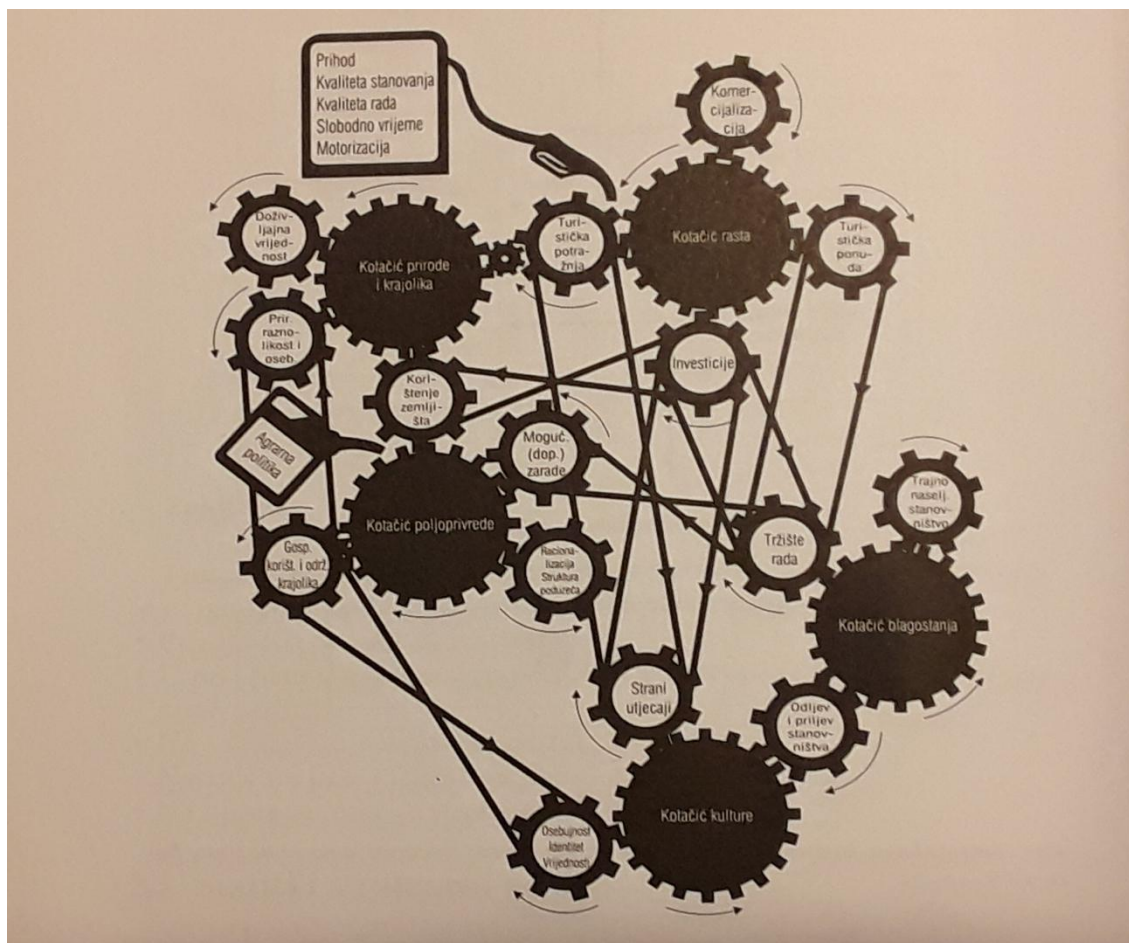 Prihod
Kvaliteta stanovanja
Kvaliteta rada
Slobodno vrijeme
Motorizacija
Komer-
cijaliza-
cija
Doživ-
ljajna
vrijed-
nost
Kotačić prirode
i krajolika
Turi-
stička
potra-
žnja
Kotačić rasta
Turi-
stička
ponu-
da
Prir.
razno-
likost i
oseb.
Kori-
štenje
zemlji-
šta
Investicije
Agrarna
politika
Moguć.
(dop.)
zarade
Trajno
naselj.
stanov-
ništvo
Kotačić poljoprivrede
Gosp.
korišt. i održ.
krajolika
Raciona-
lizacija
Struktura
poduzeća
Tržište
rada
Kotačić blagostanja
Strani
utjecaji
Odljev
i priljev
stanov-
ništva
Kotačić kulture
Osebujnost
Identitet
Vrijednosti